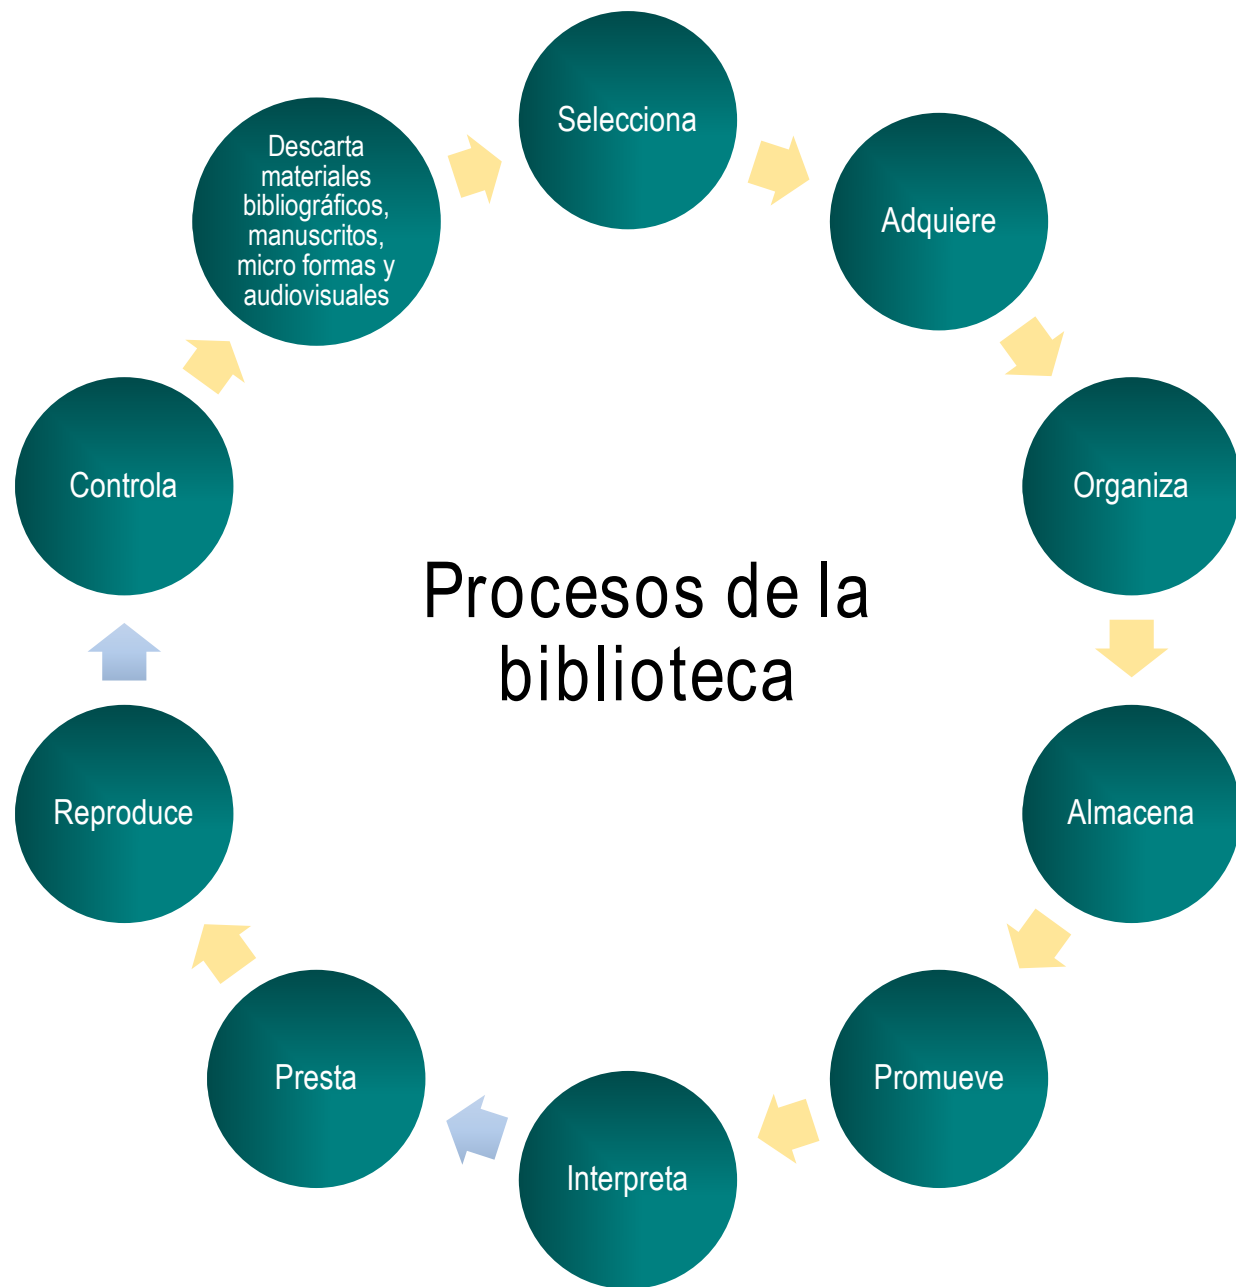 Selecciona
Adquiere
Organiza
Almacena
Promueve
Interpreta
Presta
Reproduce
Controla
Descarta
materiales
bibliográficos,
manuscritos,
micro formas y
audiovisuales
Procesos de la
biblioteca